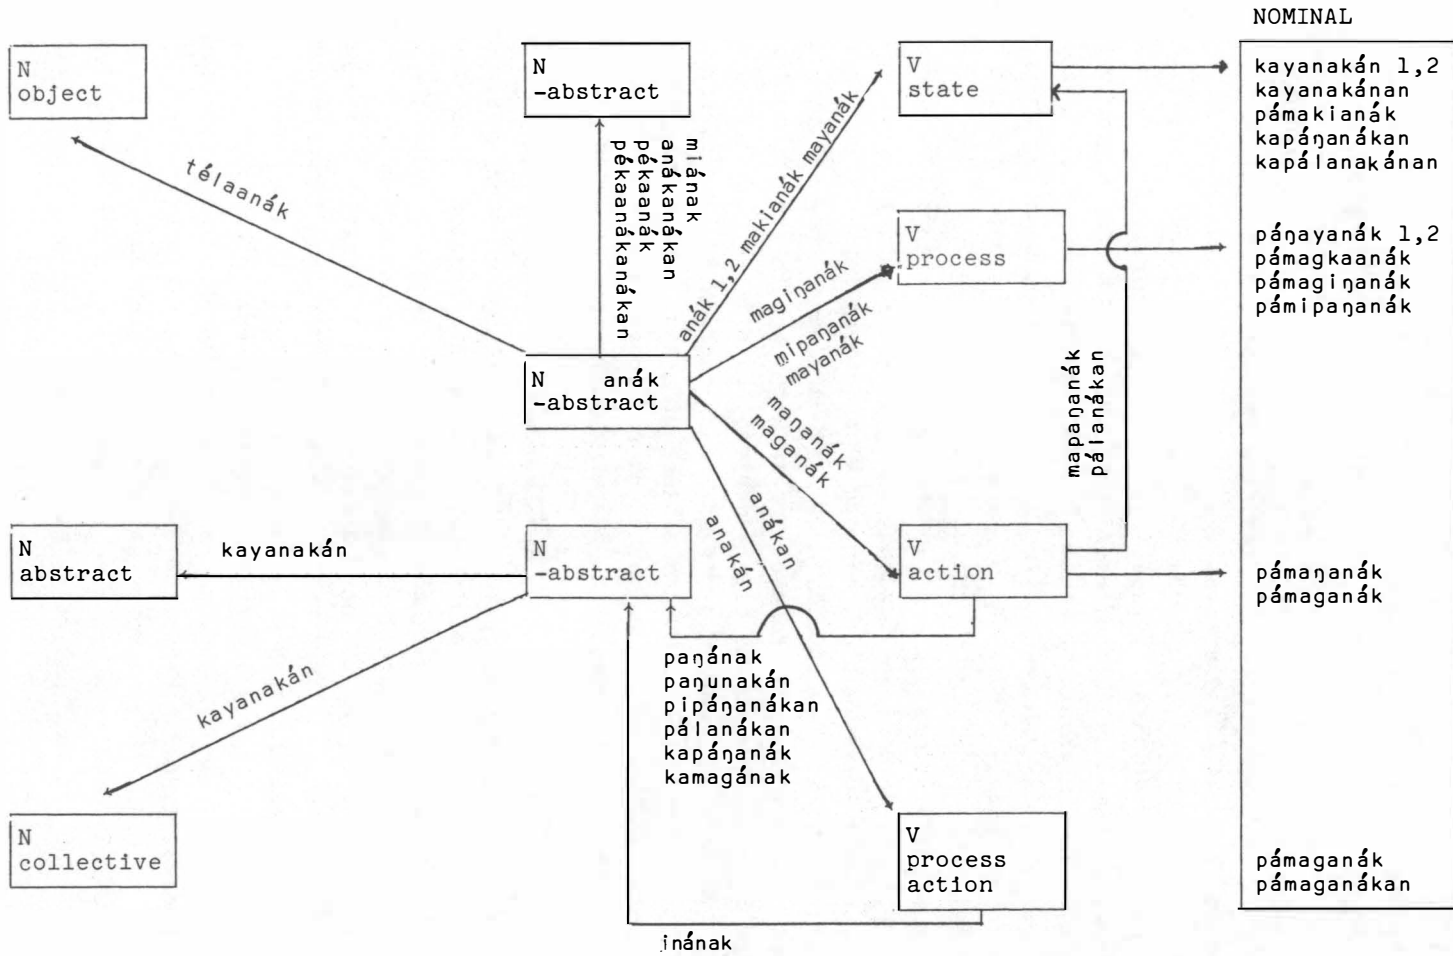 NOMINAL
N
object
N
-abstract
V
state
kayanakán 1,2
kayanakánan
pámakianák
kapáŋanákan
kapálanakánan
télaanák
miának
anákanákan
pékaanák
pékaanákanákan
anák 1,2 makianák mayanák
V
process
páŋayanák 1,2
pámagkaanák
pámagiŋanák
pámipaŋanák
magiŋanák
mipaŋanák
mayanák
N anák
-abstract
maŋanák
maganák
mapaŋanák
pálanákan
anákan
anakán
N
abstract
kayanakán
N
-abstract
V
action
pámaŋanák
pámaganák
kayanakán
paŋának
paŋunakán
pipáŋanákan
pálanákan
kapáŋanák
kamagának
N
collective
V
process
action
pámaganák
pámaganákan
inának